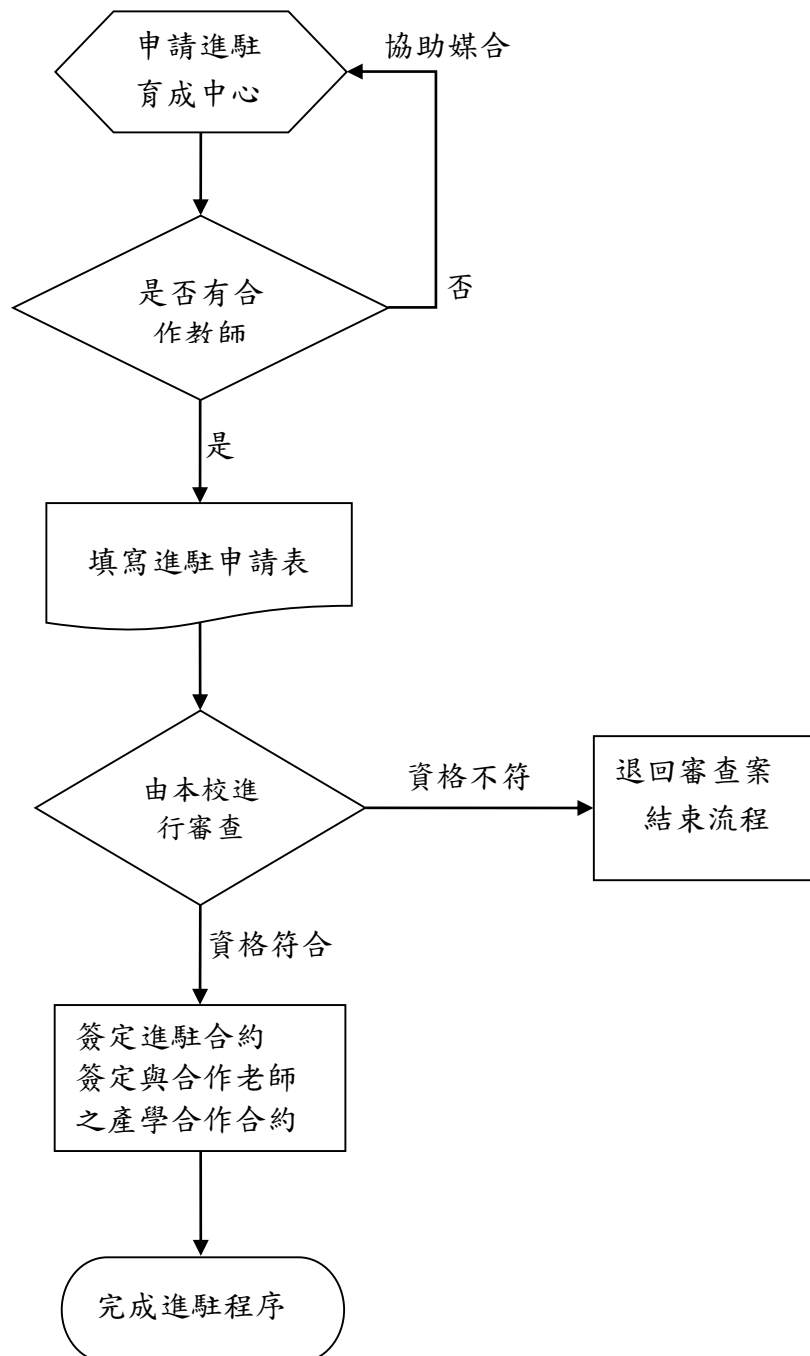 申請進駐
育成中心
協助媒合
是否有合
作教師
否
是
填寫進駐申請表
由本校進
行審查
資格不符
退回審查案
結束流程
資格符合
簽定進駐合約
簽定與合作老師
之產學合作合約
完成進駐程序